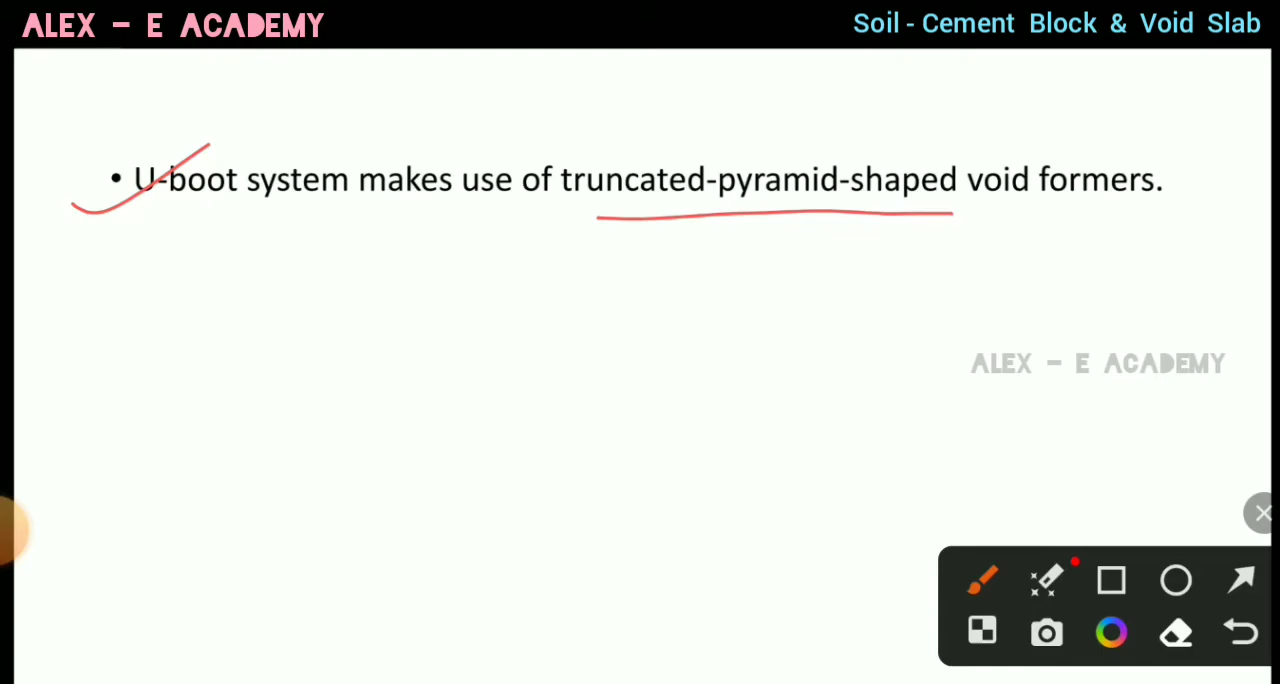 ALEX - E ACADEMY
Soil - Cement Block & Void Slab
• U-boot system makes use of truncated-pyramid-shaped void formers.
ALEX - E ACADEMY